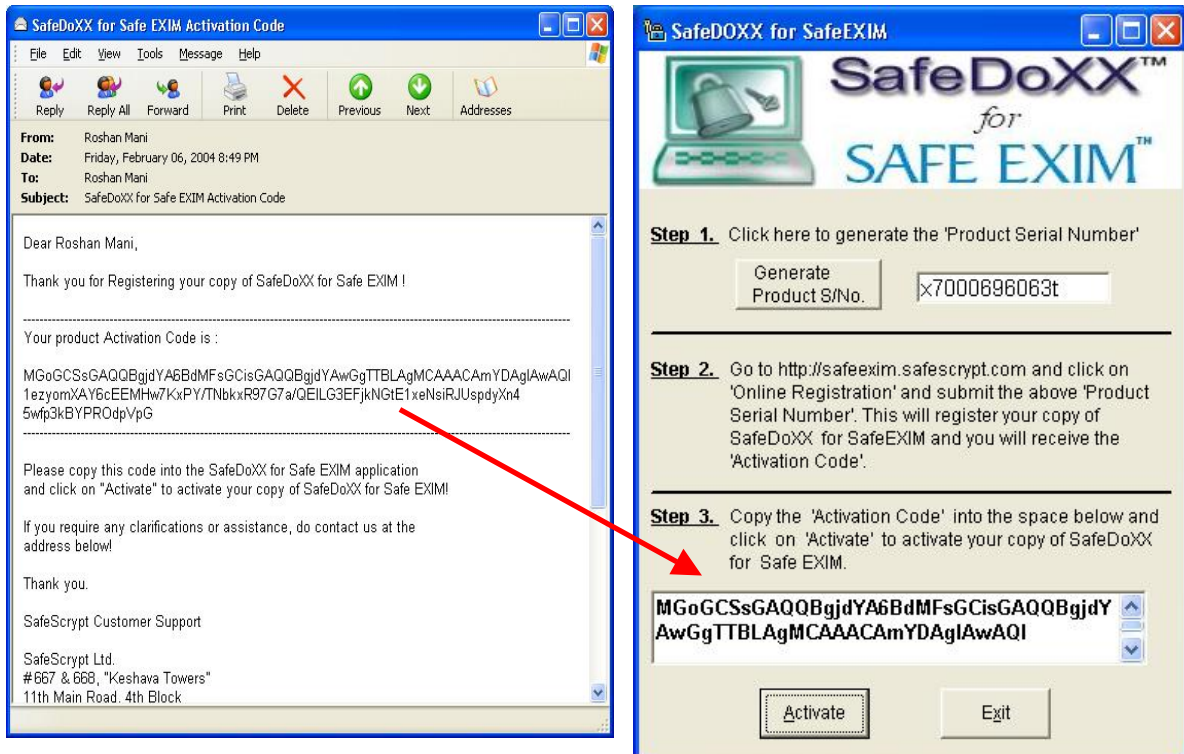 SafeDoXX for Safe EXIM Activation Code
File Edit View Tools Message Help
Reply Reply All Forward Print Delete Previous Next Addresses
From: Roshan Mani
Date: Friday, February 06, 2004 8:49 PM
To: Roshan Mani
Subject: SafeDoXX for Safe EXIM Activation Code
Dear Roshan Mani,
Thank you for Registering your copy of SafeDoXX for Safe EXIM !
Your product Activation Code is :
MGoGCSsGAQQBgjdYA6BdMFsGCisGAQQBgjdYAwGgTTBLAgMCAAACAmYDAgIAwAQI
1ezyomXAY6cEEMHw7KxPY/TNbkxR97G7a/QEILG3EFjkNGtE1xeNsiRJUspdyXn4
5wfp3kBYPROdpVpG
Please copy this code into the SafeDoXX for Safe EXIM application
and click on "Activate" to activate your copy of SafeDoXX for Safe EXIM!
If you require any clarifications or assistance, do contact us at the
address below!
Thank you.
SafeScrypt Customer Support
SafeScrypt Ltd.
#667 & 668, "Keshava Towers"
11th Main Road. 4th Block
SafeDOXX for SafeEXIM
SafeDoXX™
for
SAFE EXIM™
Step 1. Click here to generate the 'Product Serial Number'
Generate
Product S/No.
x7000696063t
Step 2. Go to http://safeexim.safescrypt.com and click on
'Online Registration' and submit the above 'Product
Serial Number'. This will register your copy of
SafeDoXX for SafeEXIM and you will receive the
'Activation Code'.
Step 3. Copy the 'Activation Code' into the space below and
click on 'Activate' to activate your copy of SafeDoXX
for Safe EXIM.
MGoGCSsGAQQBgjdYA6BdMFsGCisGAQQBgjdY
AwGgTTBLAgMCAAACAmYDAgIAwAQI
Activate Exit